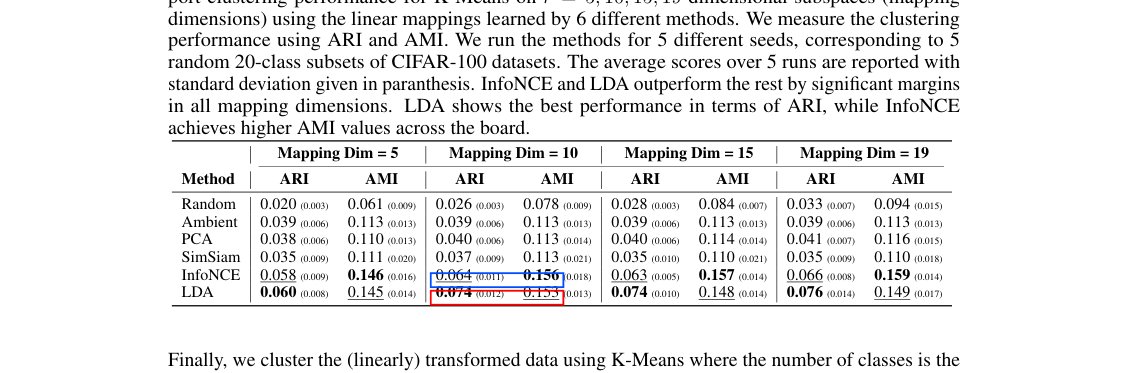 port clustering performance for K-Means on
dimensions) using the linear mappings learned by 6 different methods. We measure the clustering
performance using ARI and AMI. We run the methods for 5 different seeds, corresponding to 5
random 20-class subsets of CIFAR-100 datasets. The average scores over 5 runs are reported with
standard deviation given in paranthesis. InfoNCE and LDA outperform the rest by significant margins
in all mapping dimensions. LDA shows the best performance in terms of ARI, while InfoNCE
achieves higher AMI values across the board.
Mapping Dim = 5 Mapping Dim = 10 Mapping Dim = 15 Mapping Dim = 19
Method ARI AMI ARI AMI ARI AMI ARI AMI
Random 0.020 (0.003) 0.061 (0.009) 0.026 (0.003) 0.078 (0.009) 0.028 (0.003) 0.084 (0.007) 0.033 (0.007) 0.094 (0.015)
Ambient 0.039 (0.006) 0.113 (0.013) 0.039 (0.006) 0.113 (0.013) 0.039 (0.006) 0.113 (0.013) 0.039 (0.006) 0.113 (0.013)
PCA 0.038 (0.006) 0.110 (0.013) 0.040 (0.006) 0.113 (0.014) 0.040 (0.006) 0.114 (0.014) 0.041 (0.007) 0.116 (0.015)
SimSiam 0.035 (0.009) 0.111 (0.020) 0.037 (0.009) 0.113 (0.021) 0.035 (0.010) 0.110 (0.021) 0.035 (0.009) 0.110 (0.018)
InfoNCE 0.058 (0.009) 0.146 (0.016) 0.064 (0.011) 0.156 (0.018) 0.063 (0.005) 0.157 (0.014) 0.066 (0.008) 0.159 (0.014)
LDA 0.060 (0.008) 0.145 (0.014) 0.074 (0.012) 0.153 (0.013) 0.074 (0.010) 0.148 (0.014) 0.076 (0.014) 0.149 (0.017)
Finally, we cluster the (linearly) transformed data using K-Means where the number of classes is the